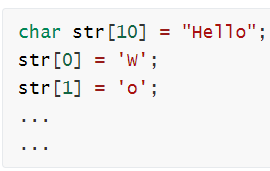 char str[10] = "Hello";
str[0] = 'W';
str[1] = 'o';
...
...